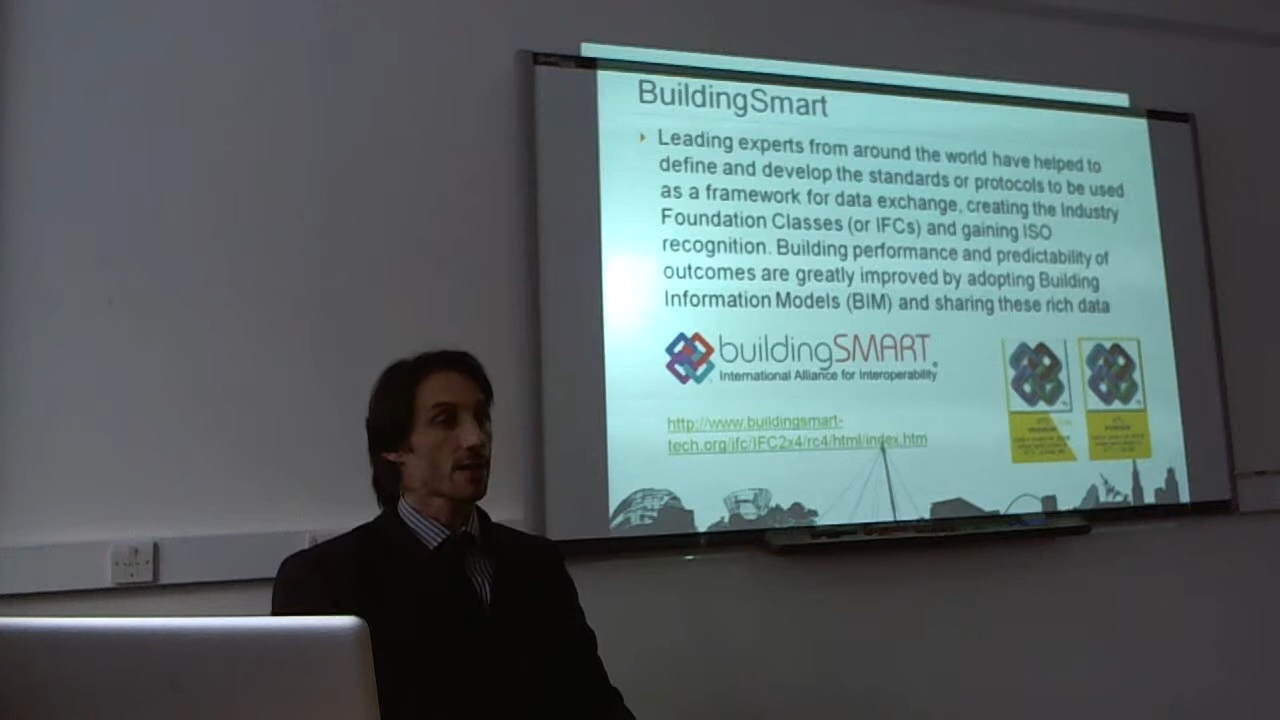 BuildingSmart
Leading experts from around the world have helped to
define and develop the standards or protocols to be used
as a framework for data exchange, creating the Industry
Foundation Classes (or IFCs) and gaining ISO
recognition. Building performance and predictability of
outcomes are greatly improved by adopting Building
Information Models (BIM) and sharing these rich data
buildingSMART
International Alliance for Interoperability
http://www.buildingsmart-
tech.org/ifc/IFC2x4/rc4/html/index.htm